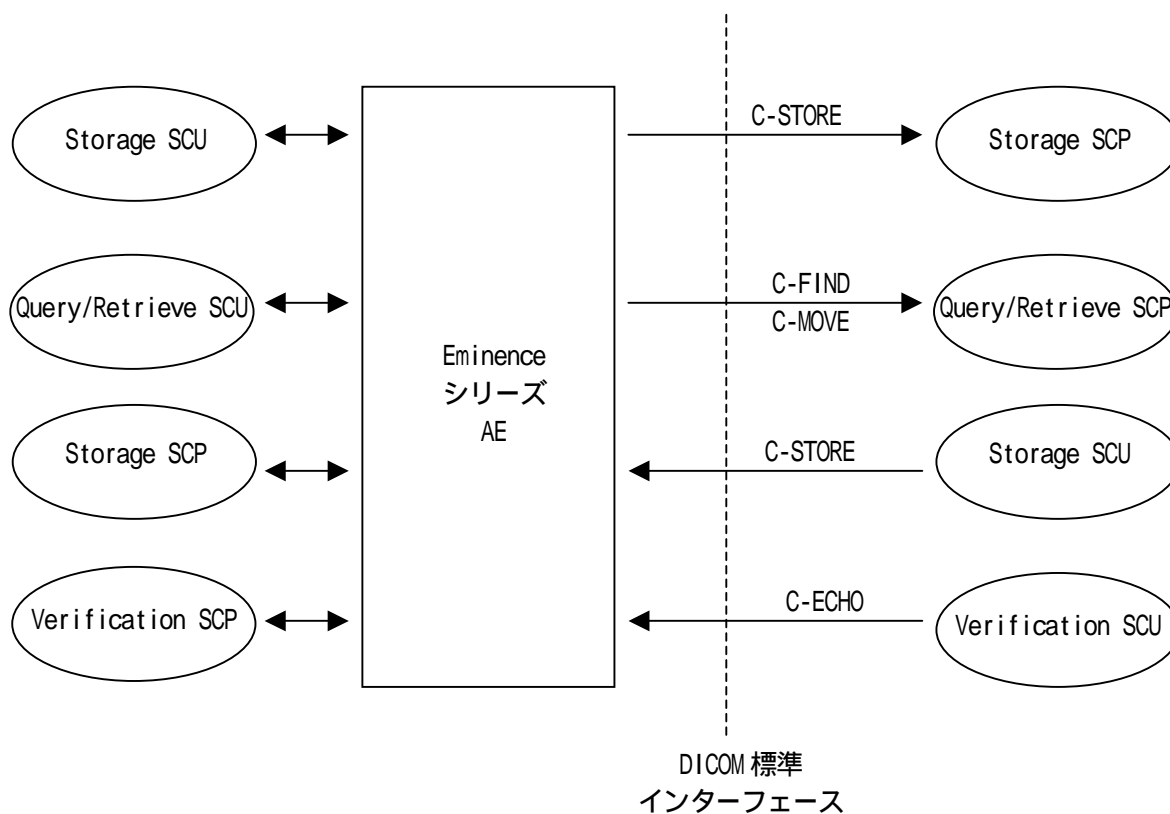 Storage SCU
C-STORE
Storage SCP
Query/Retrieve SCU
C-FIND
C-MOVE
Query/Retrieve SCP
Eminence
シリーズ
AE
Storage SCP
C-STORE
Storage SCU
Verification SCP
C-ECHO
Verification SCU
DICOM 標準
インターフェース